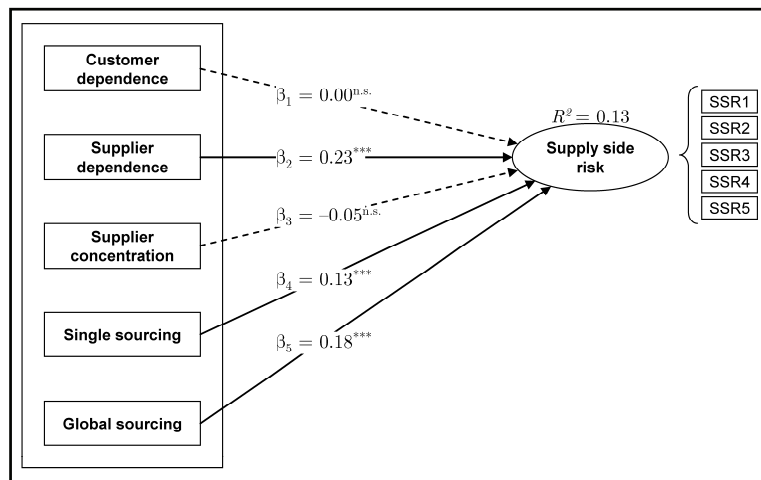 Customer
dependence
β₁ = 0.00ⁿ·ˢ·
R² = 0.13
SSR1
SSR2
Supplier
dependence
β₂ = 0.23***
Supply side
risk
SSR3
SSR4
SSR5
Supplier
concentration
β₃ = –0.05ⁿ·ˢ·
Single sourcing
β₄ = 0.13***
Global sourcing
β₅ = 0.18***